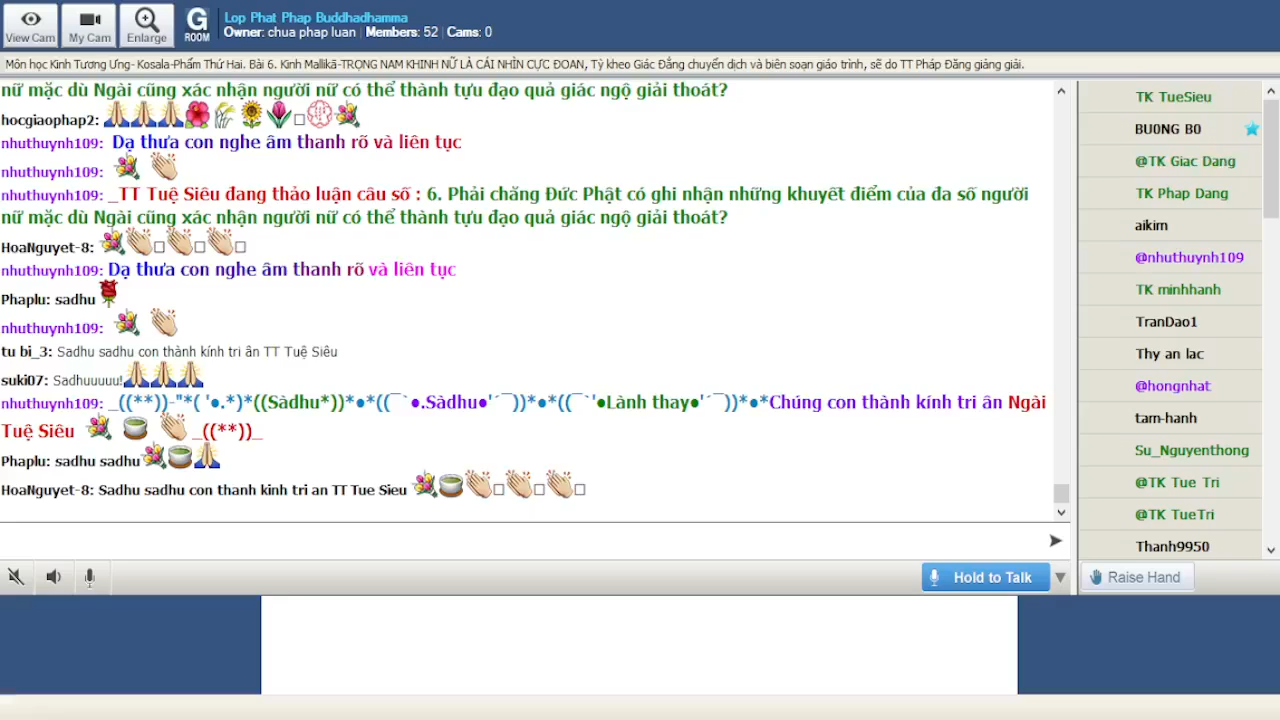 View Cam
My Cam
Enlarge
G
ROOM
Lop Phat Phap Buddhadhamma
Owner: chua phap luan | Members: 52 | Cams: 0
Môn học Kinh Tương Ưng- Kosala-Phẩm Thứ Hai. Bài 6. Kinh Mallikā-TRỌNG NAM KHINH NỮ LÀ CÁI NHÌN CỰC ĐOAN, Tỳ kheo Giác Đẳng chuyển dịch và biên soạn giáo trình, sẽ do TT Pháp Đăng giảng giải.
nữ mặc dù Ngài cũng xác nhận người nữ có thể thành tựu đạo quả giác ngộ giải thoát?
hocgiaophap2:
nhuthuynh109: Dạ thưa con nghe âm thanh rõ và liên tục
nhuthuynh109:
nhuthuynh109: _TT Tuệ Siêu đang thảo luận câu số : 6. Phải chăng Đức Phật có ghi nhận những khuyết điểm của đa số người
nữ mặc dù Ngài cũng xác nhận người nữ có thể thành tựu đạo quả giác ngộ giải thoát?
HoaNguyet-8:
nhuthuynh109: Dạ thưa con nghe âm thanh rõ và liên tục
Phaplu: sadhu
nhuthuynh109:
tu bi_3: Sadhu sadhu con thành kính tri ân TT Tuệ Siêu
suki07: Sadhuuuuu!
nhuthuynh109: _((**))-"*( '●.*)*((Sàdhu*))*●*((¯`●.Sàdhu●'´¯))*●*((¯`'●Lành thay●'´¯))*●*Chúng con thành kính tri ân Ngài
Tuệ Siêu _((**))_
Phaplu: sadhu sadhu
HoaNguyet-8: Sadhu sadhu con thanh kinh tri an TT Tue Sieu
TK TueSieu
BU0NG B0
@TK Giac Dang
TK Phap Dang
aikim
@nhuthuynh109
TK minhhanh
TranDao1
Thy an lac
@hongnhat
tam-hanh
Su_Nguyenthong
@TK Tue Tri
@TK TueTri
Thanh9950
Hold to Talk
Raise Hand